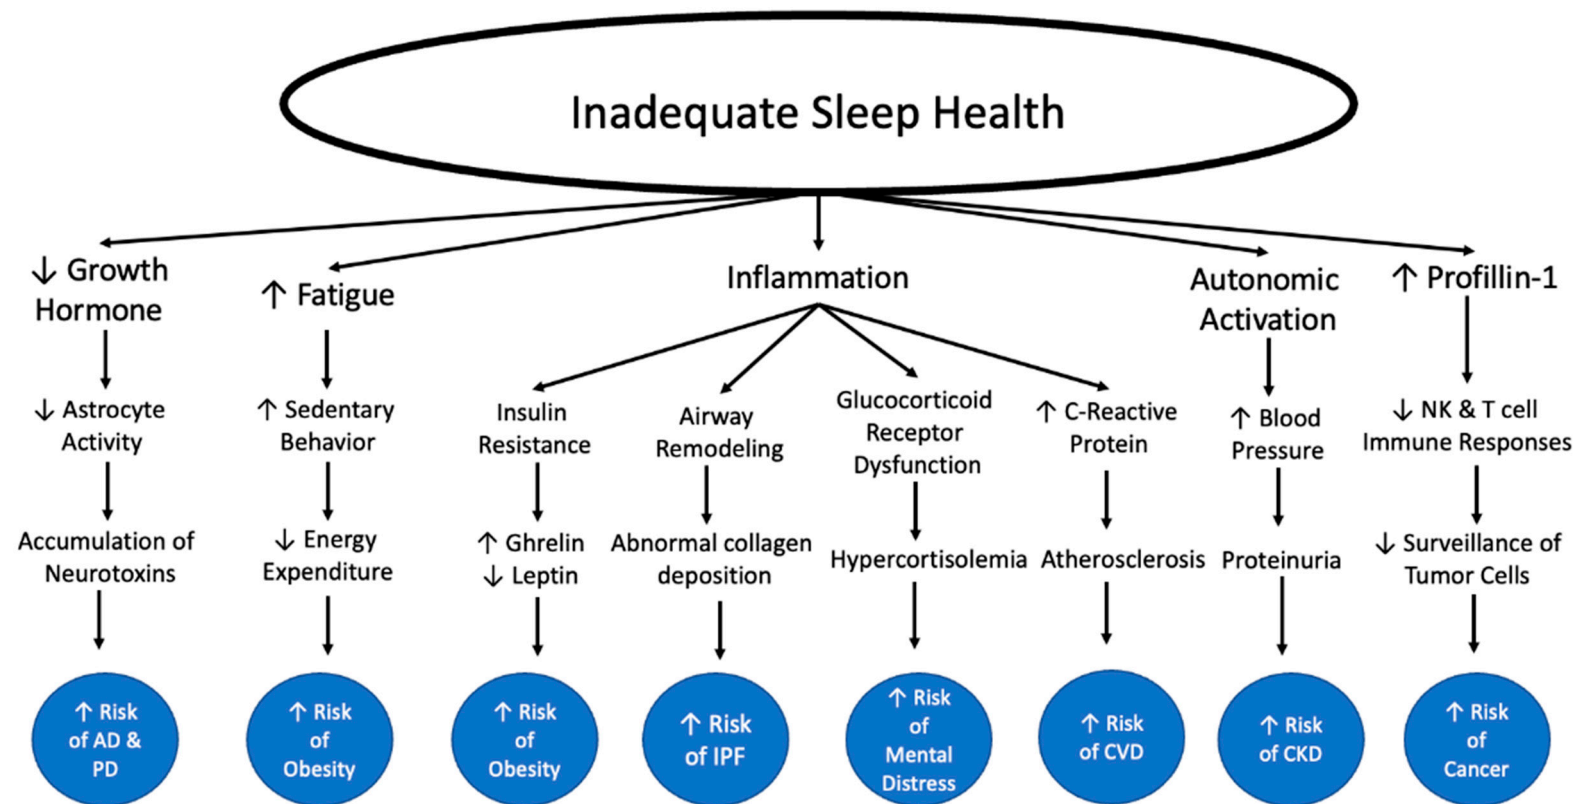 Inadequate Sleep Health
↓ Growth
Hormone
↑ Fatigue
Inflammation
Autonomic
Activation
↑ Profillin-1
↓ Astrocyte
Activity
↑ Sedentary
Behavior
Insulin
Resistance
Airway
Remodeling
Glucocorticoid
Receptor
Dysfunction
↑ C-Reactive
Protein
↑ Blood
Pressure
↓ NK & T cell
Immune Responses
Accumulation of
Neurotoxins
↓ Energy
Expenditure
↑ Ghrelin
↓ Leptin
Abnormal collagen
deposition
Hypercortisolemia
Atherosclerosis
Proteinuria
↓ Surveillance of
Tumor Cells
↑ Risk
of AD &
PD
↑ Risk
of
Obesity
↑ Risk
of
Obesity
↑ Risk
of IPF
↑ Risk
of
Mental
Distress
↑ Risk
of CVD
↑ Risk
of CKD
↑ Risk
of
Cancer